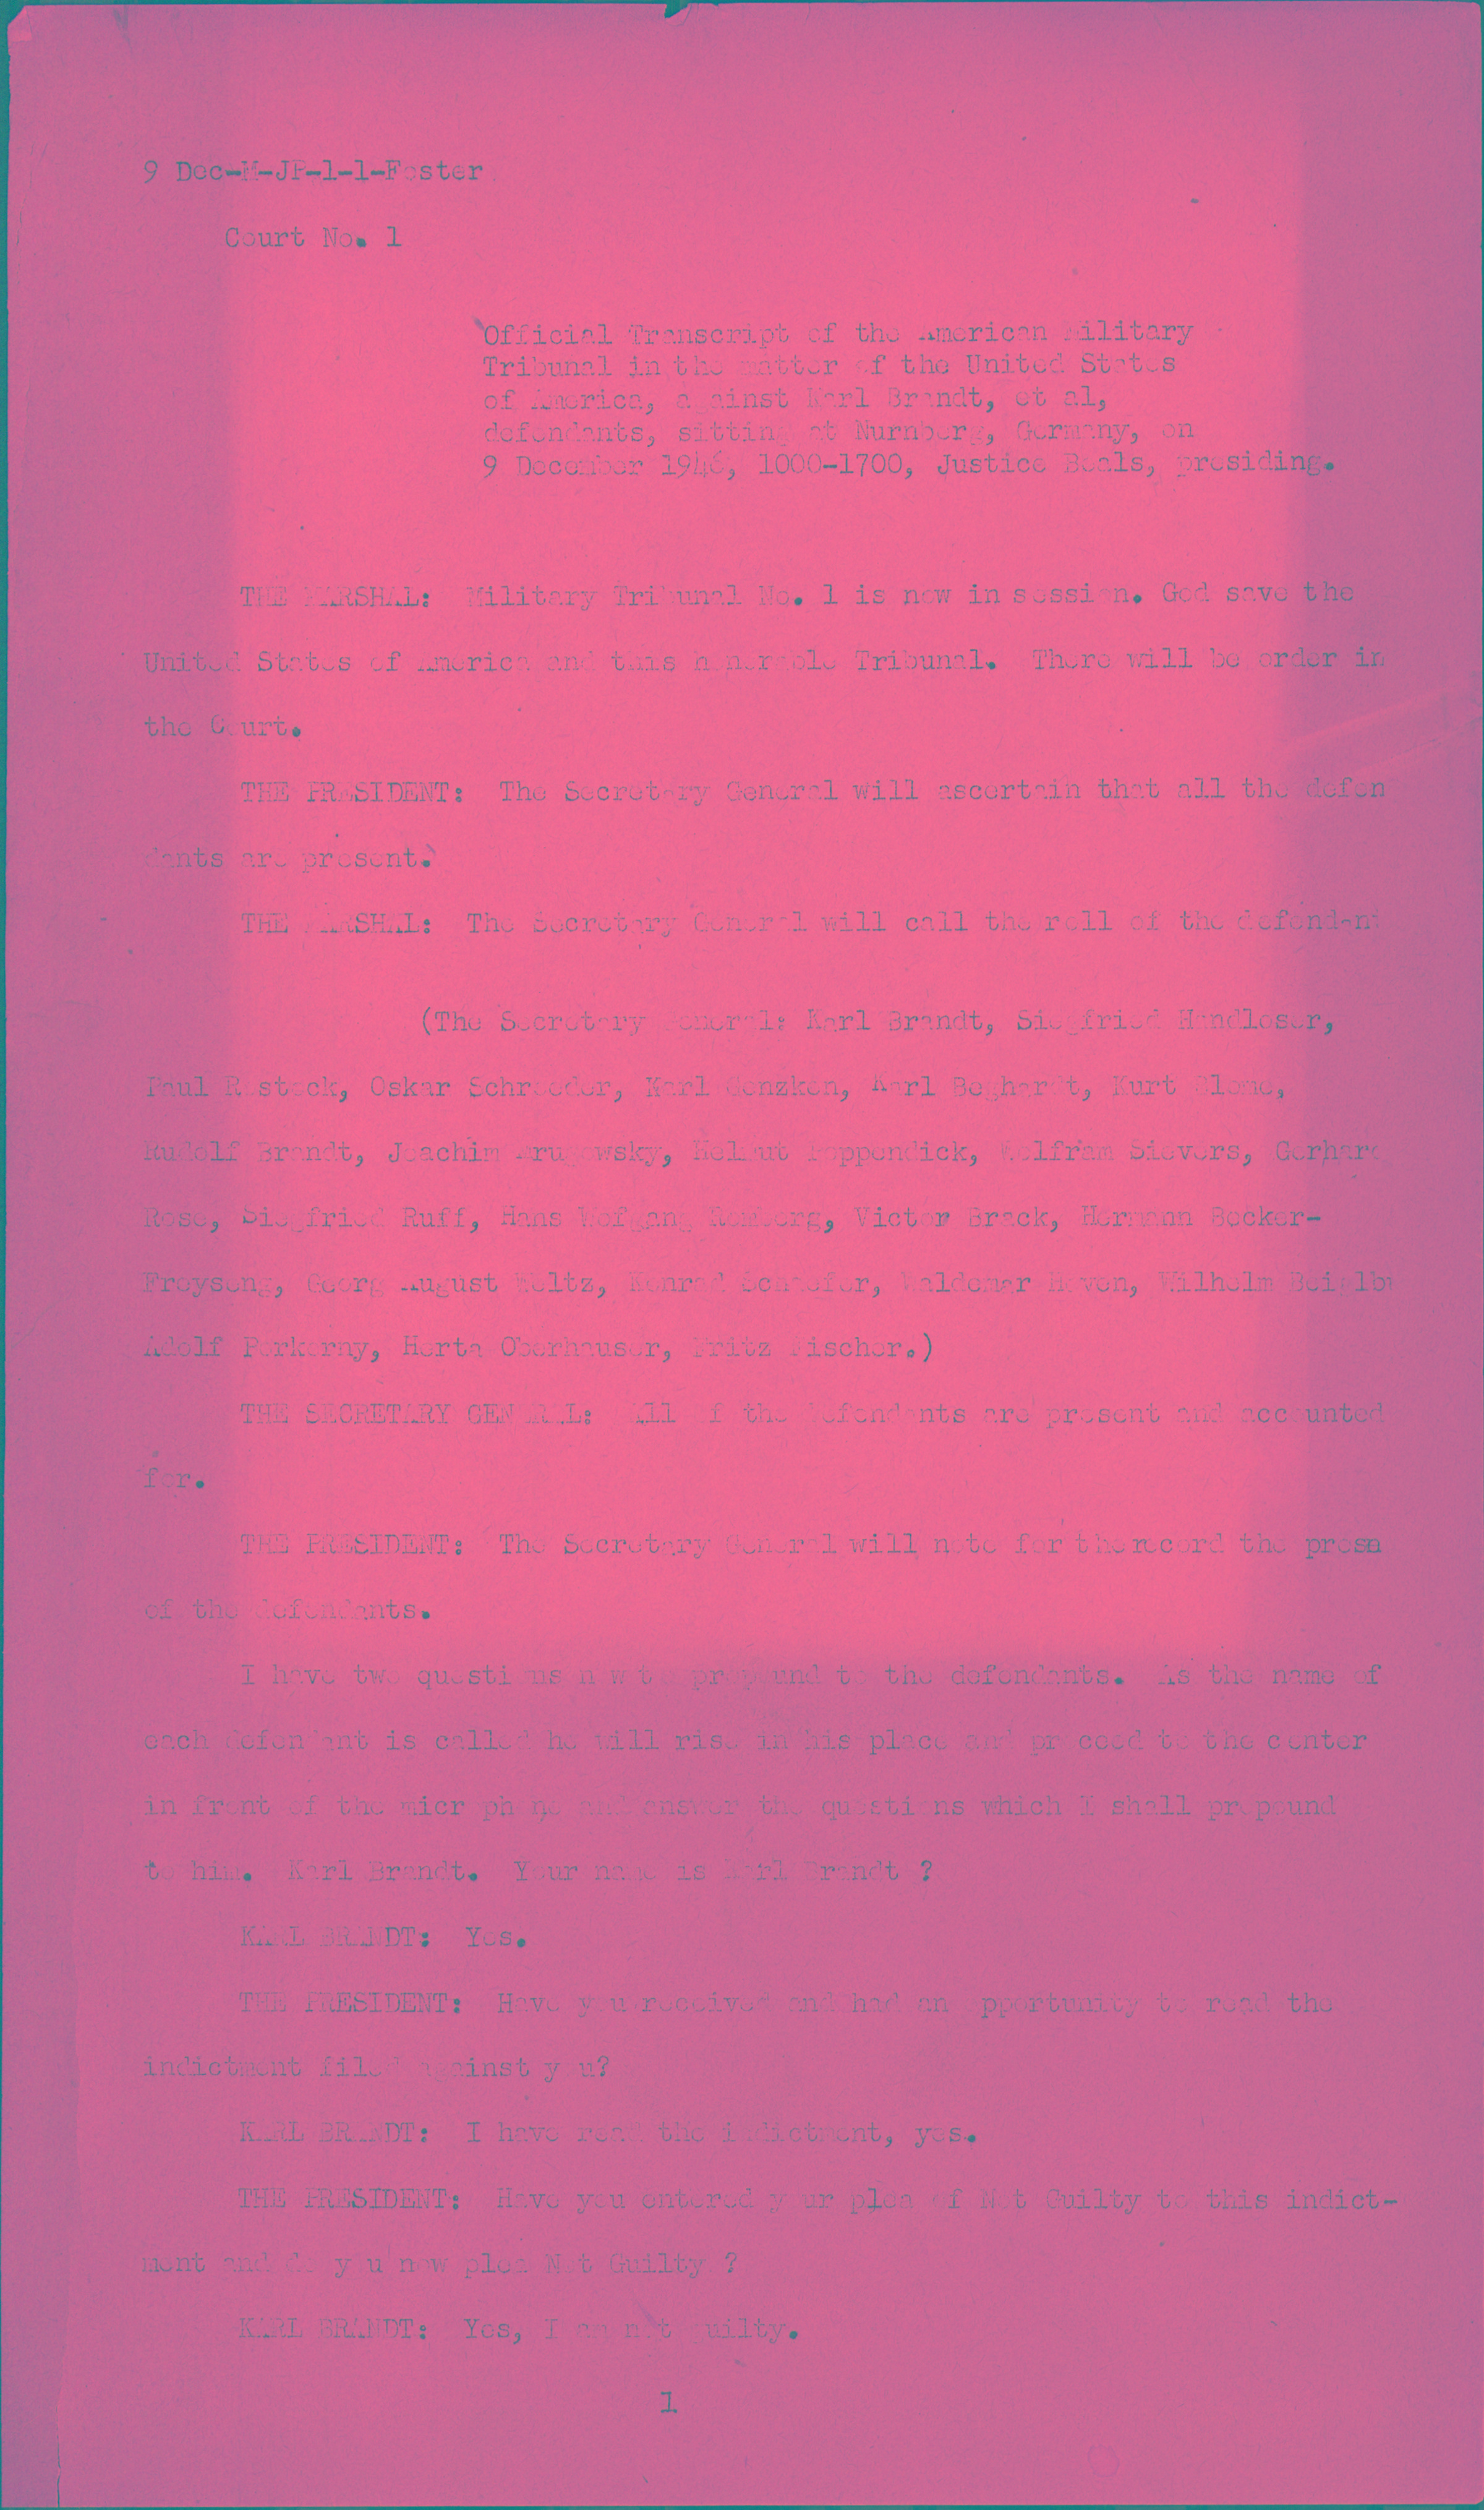 9 Dec-M-JP-1-1-Foster
Court No. 1
Official Transcript of the American Military
Tribunal in the matter of the United States
of America, against Karl Brandt, et al,
defendants, sitting at Nurnberg, Germany, on
9 December 1946, 1000-1700, Justice Beals, presiding.
THE MARSHAL: Military Tribunal No. 1 is now in session. God save the
United States of America and this honorable Tribunal. There will be order in
the Court.
THE PRESIDENT: The Secretary General will ascertain that all the defen
dants are present.
THE MARSHAL: The Secretary General will call the roll of the defendant
(The Secretary General: Karl Brandt, Siegfried Handloser,
Paul Rostock, Oskar Schroeder, Karl Genzken, Karl Beghardt, Kurt Blome,
Rudolf Brandt, Joachim Mrugowsky, Helmut Poppendick, Wolfram Sievers, Gerhard
Rose, Siegfried Ruff, Hans Wofgang Romberg, Victor Brack, Hermann Becker-
Freyseng, Georg August Weltz, Konrad Schaefer, Waldemar Hoven, Wilhelm
Adolf Porkorny, Herta Oberhauser, Fritz Fischer.)
THE SECRETARY GENERAL: All of the defendants are present and accounted
for.
THE PRESIDENT: The Secretary General will note for the record the
of the defendants.
I have two questions now to propound to the defendants. As the name of
each defendant is called he will rise in his place and proceed to the center
in front of the microphone and answer the questions which I shall propound
to him. Karl Brandt. Your name is Karl Brandt ?
KARL BRANDT: Yes.
THE PRESIDENT: Have you received and had an opportunity to read the
indictment filed against you?
KARL BRANDT: I have read the indictment, yes.
THE PRESIDENT: Have you entered your plea of Not Guilty to this indict-
ment and do you now plea Not Guilty ?
KARL BRANDT: Yes, I am not guilty.
1